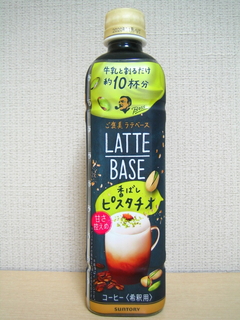 牛乳と割るだけ
約10杯分
Boss
ご褒美ラテベース
LATTE
BASE
香ばし
ピスタチオ
甘さ
控えめ
コーヒー〈希釈用〉
SUNTORY